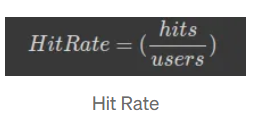 HitRate = (hits/users)
Hit Rate